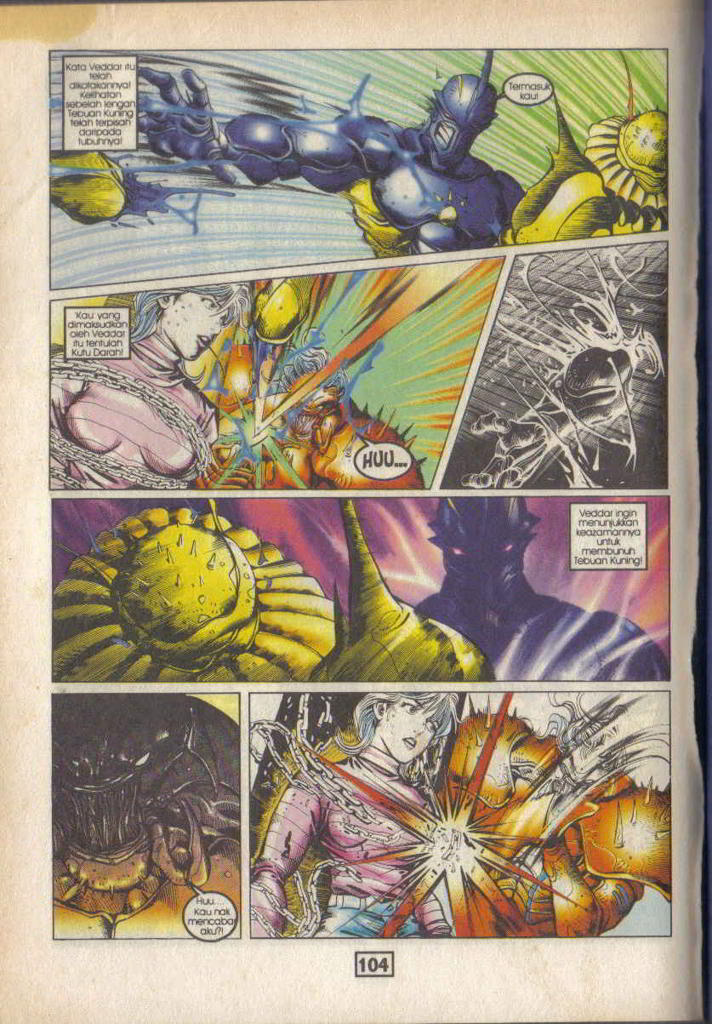 Kata Veddar itu
telah
dikotakannya!
Kelihatan
sebelah lengan
Tebuan Kuning
telah terpisah
daripada
tubuhnya!
Termasuk
kau!
'Kau' yang
dimaksudkan
oleh Veddar
itu tentulah
Kutu Darah!
HUU...
Veddar ingin
menunjukkan
keazamannya
untuk
membunuh
Tebuan Kuning!
Huu...
Kau nak
mencabar
aku?!
104